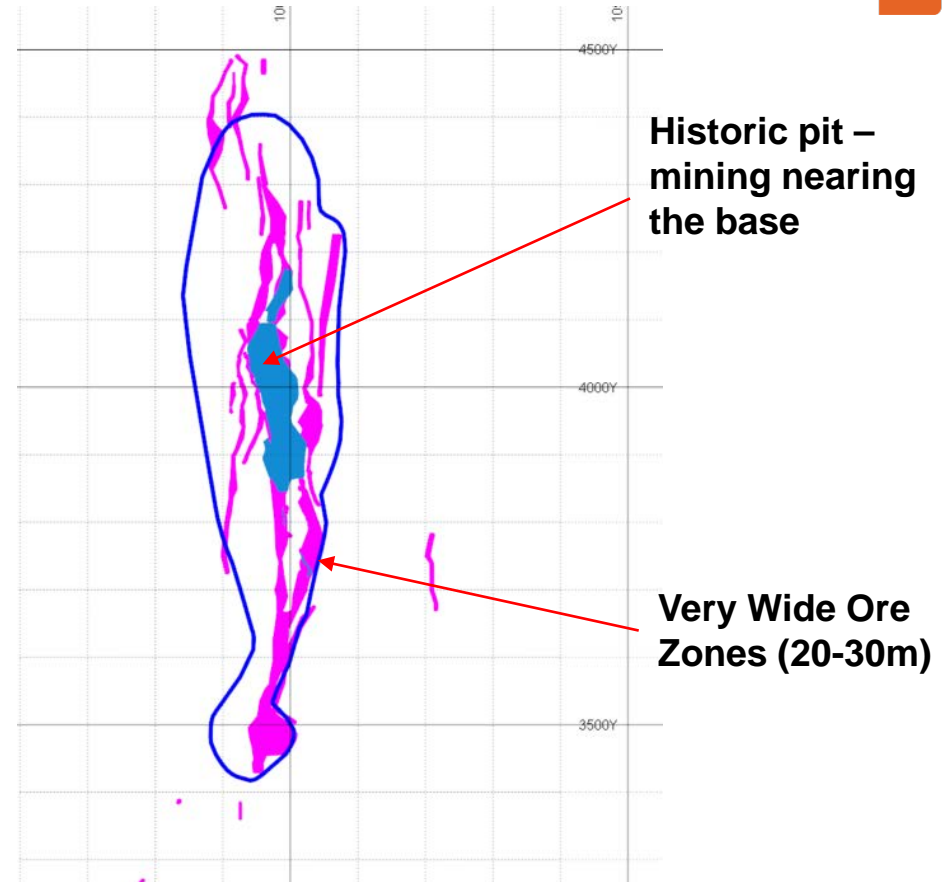 4500Y
Historic pit –
mining nearing
the base
4000Y
Very Wide Ore
Zones (20-30m)
3500Y